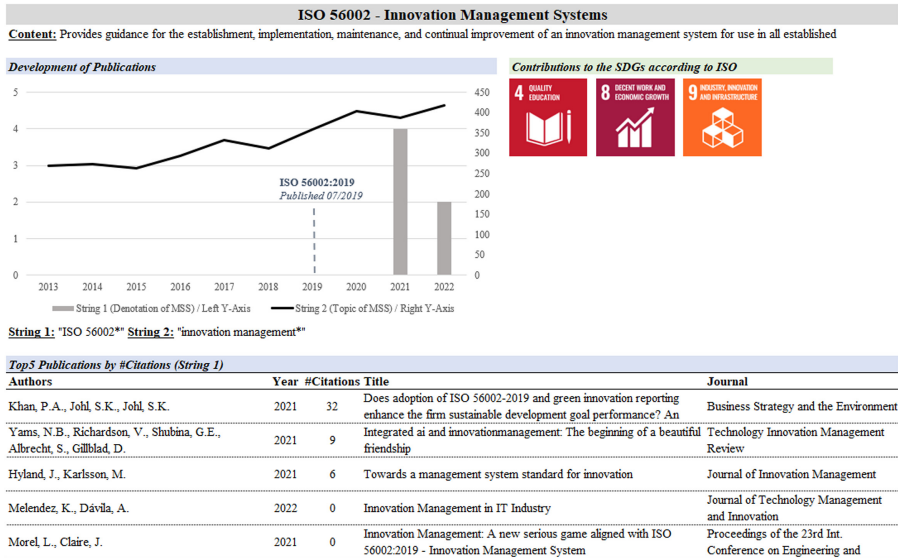 ISO 56002 - Innovation Management Systems
Content: Provides guidance for the establishment, implementation, maintenance, and continual improvement of an innovation management system for use in all established
Development of Publications
5
4
3
2
1
0
450
400
350
300
250
200
150
100
50
0
ISO 56002:2019
Published 07/2019
2013 2014 2015 2016 2017 2018 2019 2020 2021 2022
String 1 (Denotation of MSS) / Left Y-Axis String 2 (Topic of MSS) / Right Y-Axis
Contributions to the SDGs according to ISO
4 QUALITY
EDUCATION
8 DECENT WORK AND
ECONOMIC GROWTH
9 INDUSTRY, INNOVATION
AND INFRASTRUCTURE
String 1: "ISO 56002*" String 2: "innovation management*"
Top5 Publications by #Citations (String 1)
Authors Year #Citations Title Journal
Khan, P.A., Johl, S.K., Johl, S.K. 2021 32 Does adoption of ISO 56002-2019 and green innovation reporting
enhance the firm sustainable development goal performance? An Business Strategy and the Environment
Yams, N.B., Richardson, V., Shubina, G.E.,
Albrecht, S., Gillblad, D. 2021 9 Integrated ai and innovationmanagement: The beginning of a beautiful
friendship Technology Innovation Management
Review
Hyland, J., Karlsson, M. 2021 6 Towards a management system standard for innovation Journal of Innovation Management
Melendez, K., Dávila, A. 2022 0 Innovation Management in IT Industry Journal of Technology Management
and Innovation
Morel, L., Claire, J. 2021 0 Innovation Management: A new serious game aligned with ISO
56002:2019 - Innovation Management System Proceedings of the 23rd Int.
Conference on Engineering and